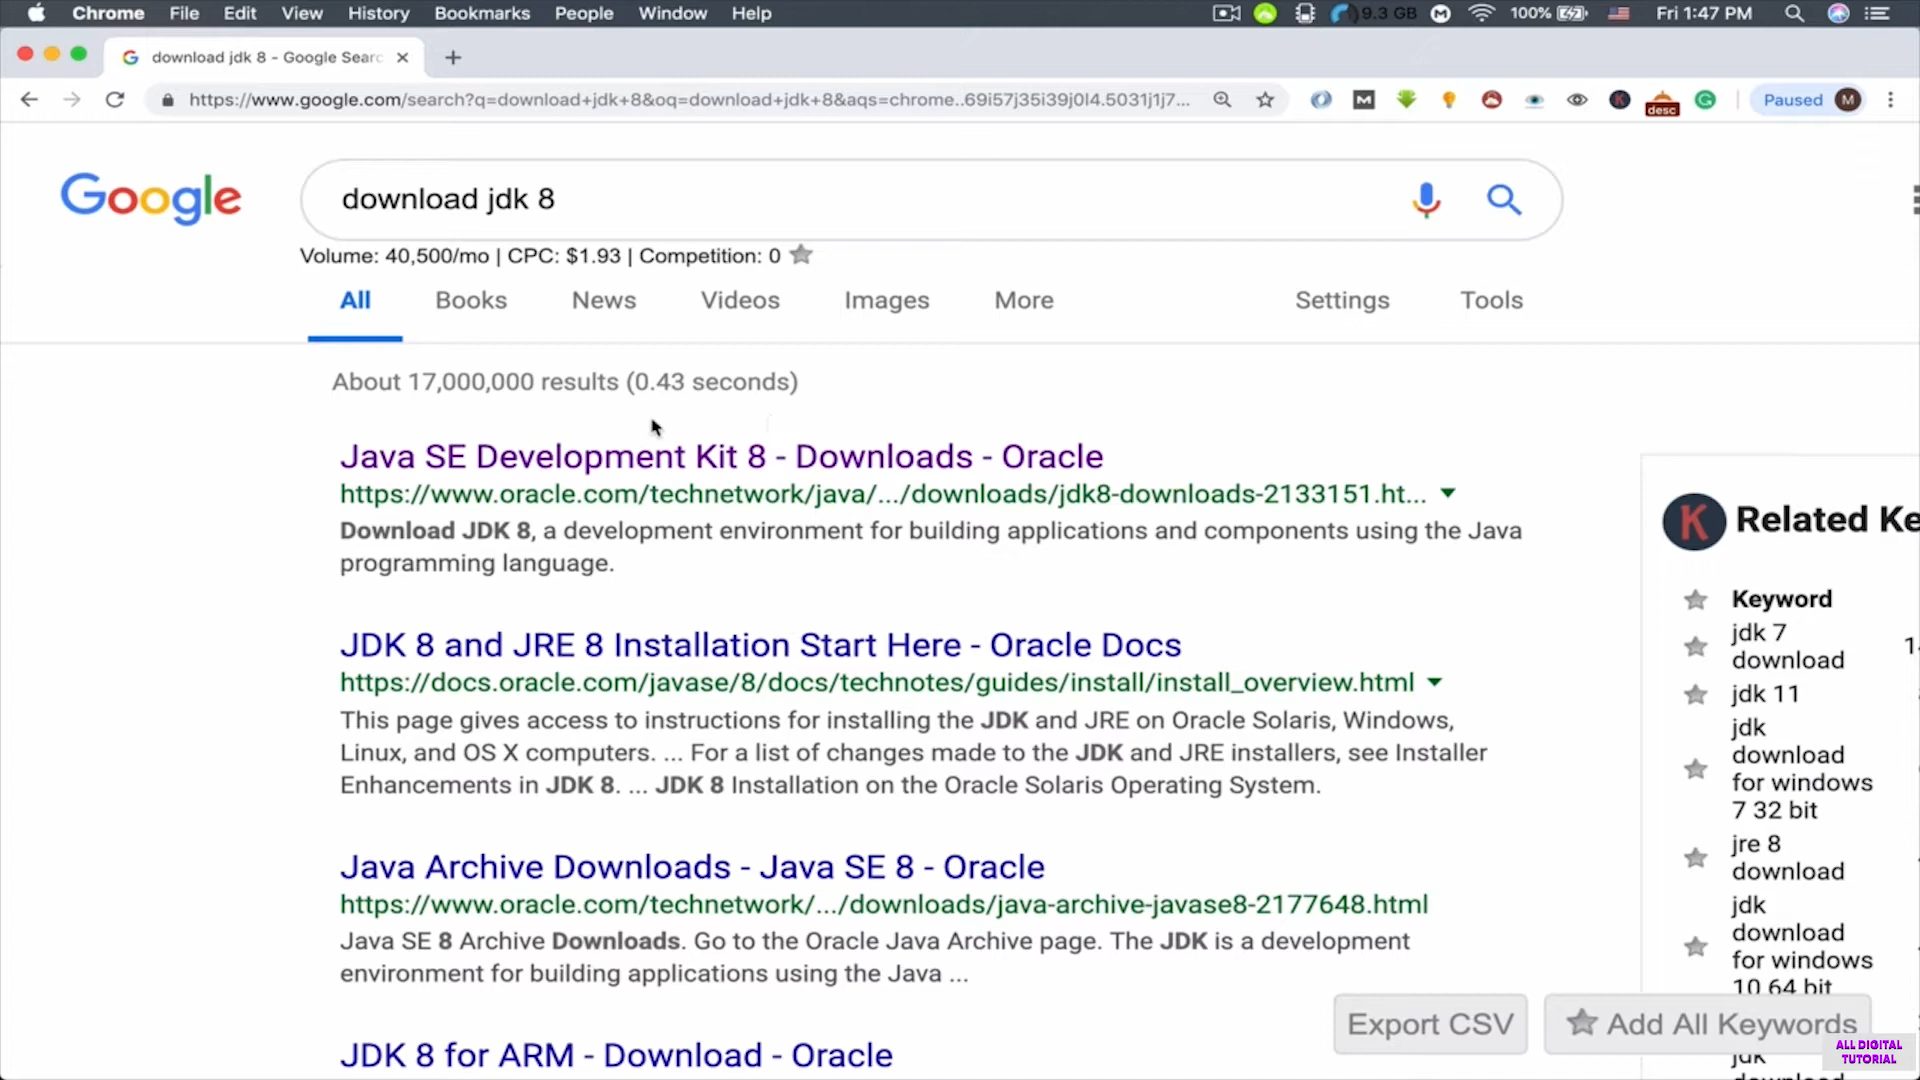 Chrome File Edit View History Bookmarks People Window Help 9.3 GB 100% Fri 1:47 PM
download jdk 8 - Google Searc
https://www.google.com/search?q=download+jdk+8&oq=download+jdk+8&aqs=chrome..69i57j35i39j0l4.5031j1j7... desc Paused M
Google
download jdk 8
Volume: 40,500/mo | CPC: $1.93 | Competition: 0
All Books News Videos Images More Settings Tools
About 17,000,000 results (0.43 seconds)
Java SE Development Kit 8 - Downloads - Oracle
https://www.oracle.com/technetwork/java/.../downloads/jdk8-downloads-2133151.ht...
Download JDK 8, a development environment for building applications and components using the Java
programming language.
JDK 8 and JRE 8 Installation Start Here - Oracle Docs
https://docs.oracle.com/javase/8/docs/technotes/guides/install/install_overview.html
This page gives access to instructions for installing the JDK and JRE on Oracle Solaris, Windows,
Linux, and OS X computers. ... For a list of changes made to the JDK and JRE installers, see Installer
Enhancements in JDK 8. ... JDK 8 Installation on the Oracle Solaris Operating System.
Java Archive Downloads - Java SE 8 - Oracle
https://www.oracle.com/technetwork/.../downloads/java-archive-javase8-2177648.html
Java SE 8 Archive Downloads. Go to the Oracle Java Archive page. The JDK is a development
environment for building applications using the Java ...
JDK 8 for ARM - Download - Oracle
K Related Ke
Keyword
jdk 7
download
jdk 11
jdk
download
for windows
7 32 bit
jre 8
download
jdk
download
for windows
10 64 bit
Export CSV Add All Keywords
jdk
ALL DIGITAL
TUTORIAL